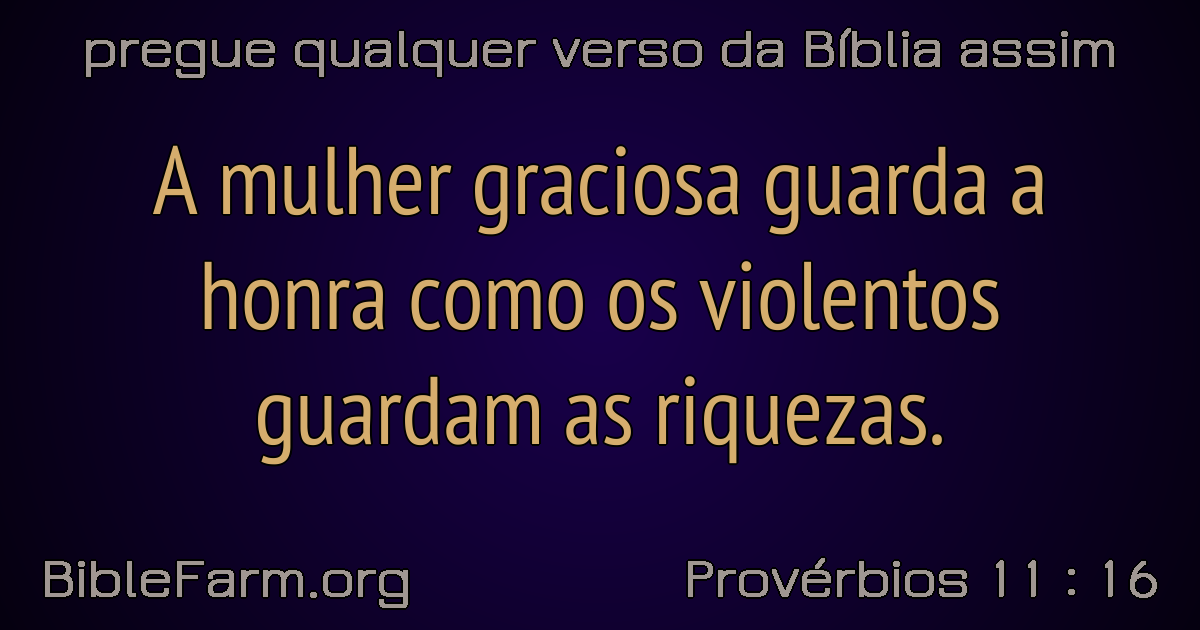 pregue qualquer verso da Bíblia assim
A mulher graciosa guarda a
honra como os violentos
guardam as riquezas.
BibleFarm.org
Provérbios 11 : 16